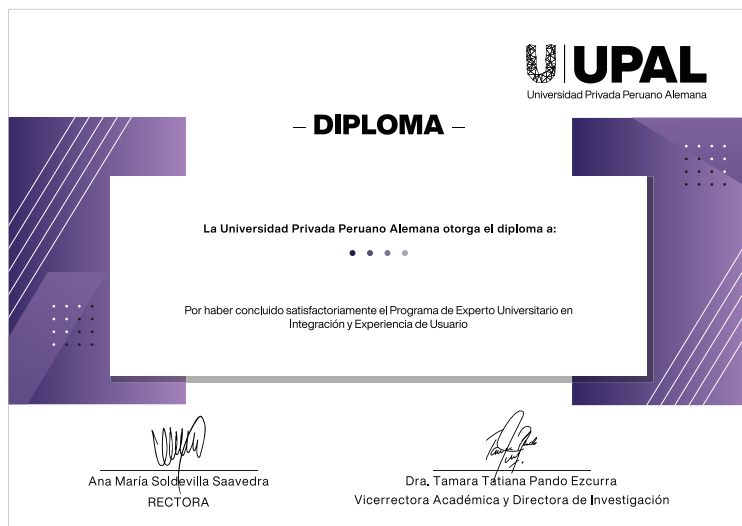 UPAL
Universidad Privada Peruano Alemana
– DIPLOMA –
La Universidad Privada Peruano Alemana otorga el diploma a:
Por haber concluido satisfactoriamente el Programa de Experto Universitario en
Integración y Experiencia de Usuario
Ana María Soldevilla Saavedra
RECTORA
Dra. Tamara Tatiana Pando Ezcurra
Vicerrectora Académica y Directora de Investigación